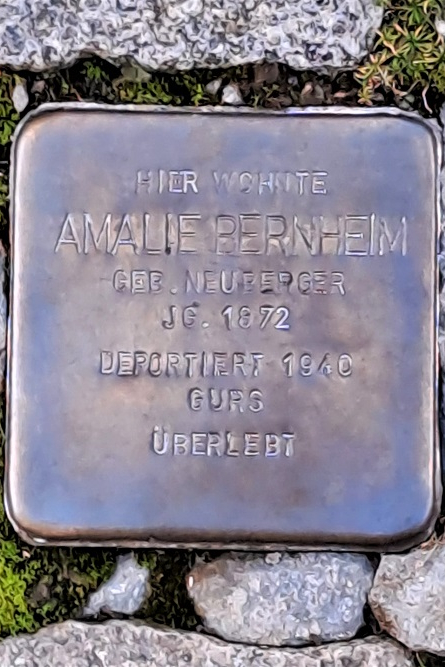 HIER WOHNTE
AMALIE BERNHEIM
GEB. NEUBERGER
JG. 1872
DEPORTIERT 1940
GURS
ÜBERLEBT